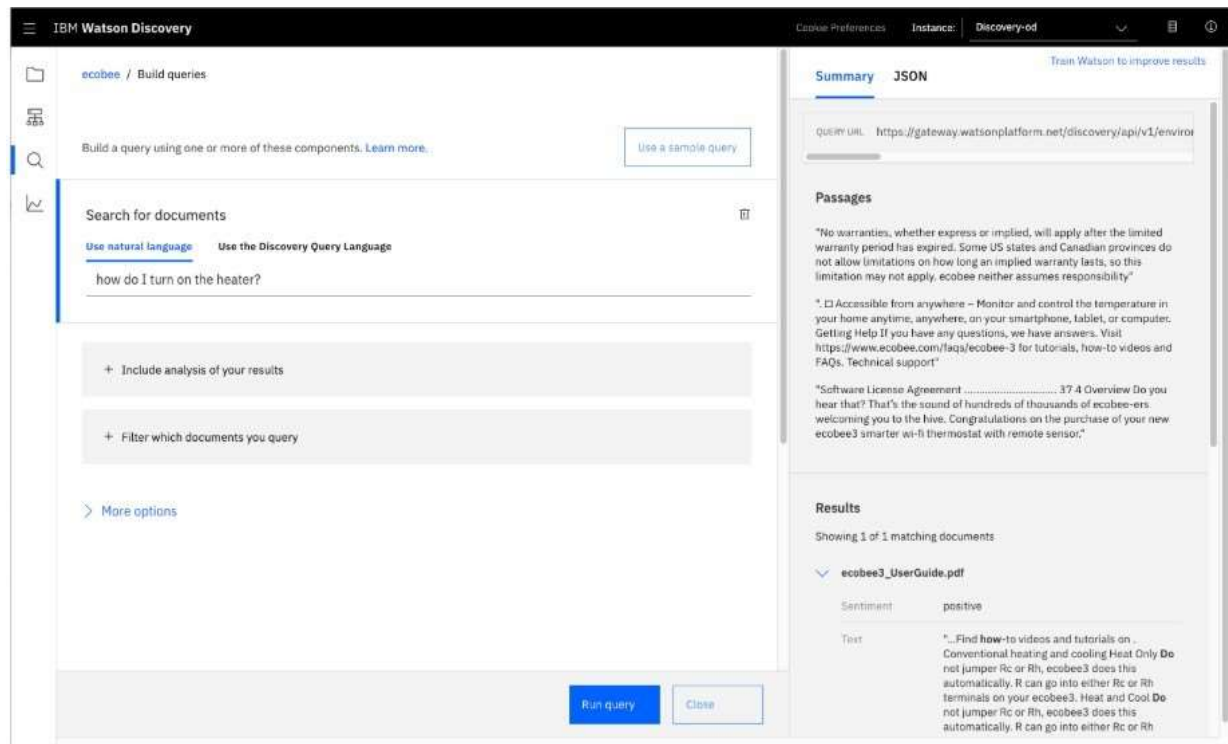 IBM Watson Discovery
Cookie Preferences
Instance:
Discovery-od
ecobee / Build queries
Build a query using one or more of these components. Learn more.
Use a sample query
Search for documents
Use natural language
Use the Discovery Query Language
how do I turn on the heater?
+ Include analysis of your results
+ Filter which documents you query
More options
Run query
Close
Train Watson to improve results
Summary
JSON
QUERY URL https://gateway.watsonplatform.net/discovery/api/v1/enviror
Passages
"No warranties, whether express or implied, will apply after the limited
warranty period has expired. Some US states and Canadian provinces do
not allow limitations on how long an implied warranty lasts, so this
limitation may not apply. ecobee neither assumes responsibility"
". □ Accessible from anywhere – Monitor and control the temperature in
your home anytime, anywhere, on your smartphone, tablet, or computer.
Getting Help If you have any questions, we have answers. Visit
https://www.ecobee.com/faqs/ecobee-3 for tutorials, how-to videos and
FAQs. Technical support"
"Software License Agreement .............................. 37 4 Overview Do you
hear that? That's the sound of hundreds of thousands of ecobee-ers
welcoming you to the hive. Congratulations on the purchase of your new
ecobee3 smarter wi-fi thermostat with remote sensor."
Results
Showing 1 of 1 matching documents
ecobee3_UserGuide.pdf
Sentiment positive
Text "...Find how-to videos and tutorials on .
Conventional heating and cooling Heat Only Do
not jumper Rc or Rh, ecobee3 does this
automatically. R can go into either Rc or Rh
terminals on your ecobee3. Heat and Cool Do
not jumper Rc or Rh, ecobee3 does this
automatically. R can go into either Rc or Rh